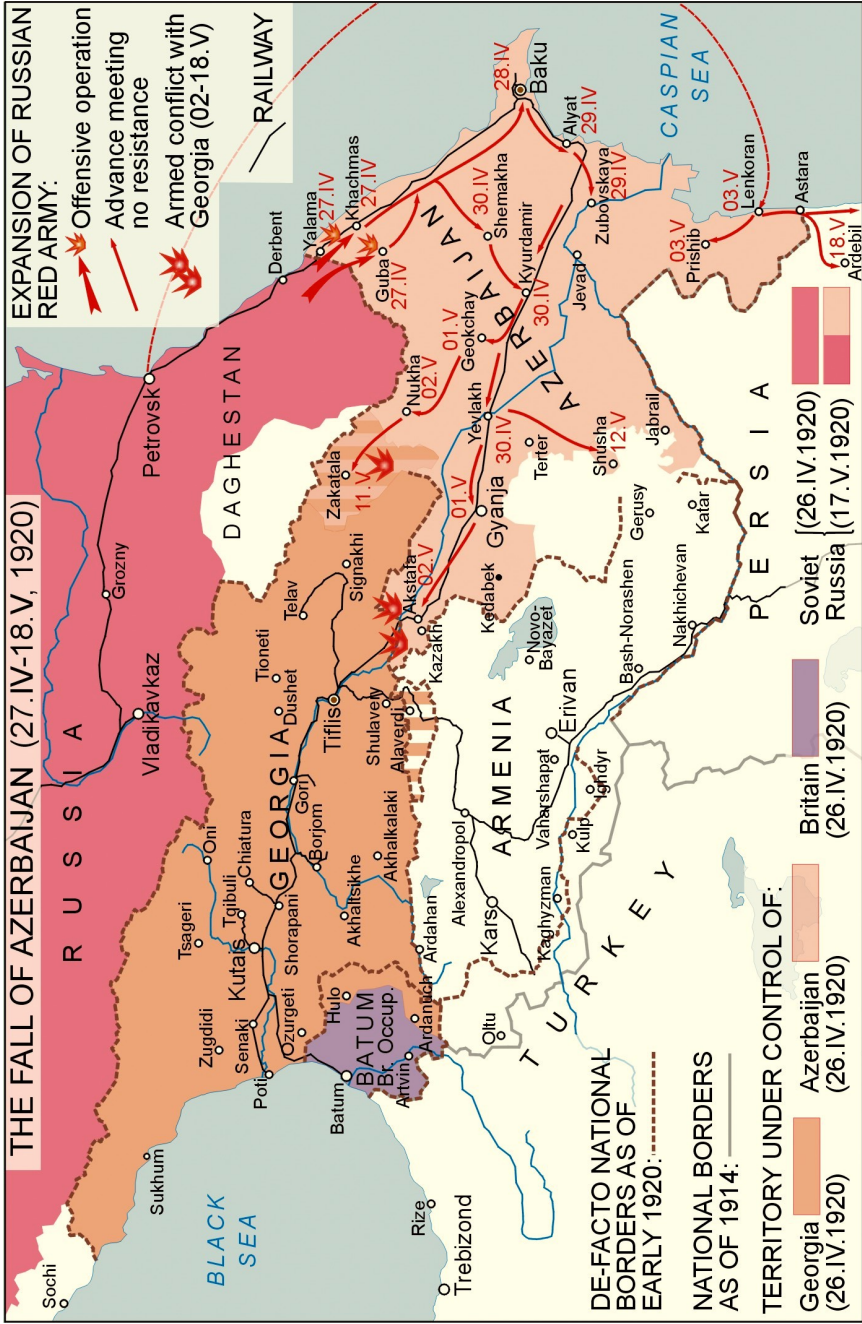 THE FALL OF AZERBAIJAN (27.IV-18.V, 1920)
EXPANSION OF RUSSIAN
RED ARMY:
Offensive operation
Advance meeting
no resistance
Armed conflict with
Georgia (02-18.V)
RAILWAY
RUSSIA
DAGHESTAN
GEORGIA
ARMENIA
AZERBAIJAN
TURKEY
PERSIA
BLACK
SEA
CASPIAN
SEA
BATUM
Br. Occup.
Sochi
Sukhum
Zugdidi
Tsageri
Oni
Senaki
Kutais
Tgibuli
Chiatura
Poti
Ozurgeti
Shorapani
Batum
Hulo
Artvin
Ardanuch
Akhaltsikhe
Borjom
Gori
Akhalkalaki
Dushet
Tioneti
Tiflis
Telav
Signakhi
Shulavery
Alaverdi
Vladikavkaz
Grozny
Petrovsk
Derbent
Yalama
27.IV
Khachmas
27.IV
Guba
27.IV
Baku
28.IV
Alyat
29.IV
Zubovskaya
29.IV
Shemakha
30.IV
Kyurdamir
30.IV
Jevad
Geokchay
01.V
Nukha
02.V
Zakatala
11.V
Yevlakh
30.IV
Terter
Shusha
12.V
Jabrail
Gyanja
01.V
Akstafa
02.V
Kazakh
Kedabek
Prishib
03.V
Lenkoran
03.V
Astara
Ardebil
18.V
Rize
Trebizond
Oltu
Ardahan
Kars
Alexandropol
Kaghyzman
Kulp
Ighdyr
Vaharshapat
Erivan
Novo-
Bayazet
Bash-Norashen
Nakhichevan
Gerusy
Katar
DE-FACTO NATIONAL
BORDERS AS OF
EARLY 1920:
NATIONAL BORDERS
AS OF 1914:
TERRITORY UNDER CONTROL OF:
Georgia
(26.IV.1920)
Azerbaijan
(26.IV.1920)
Britain
(26.IV.1920)
Soviet
Russia
(26.IV.1920)
(17.V.1920)